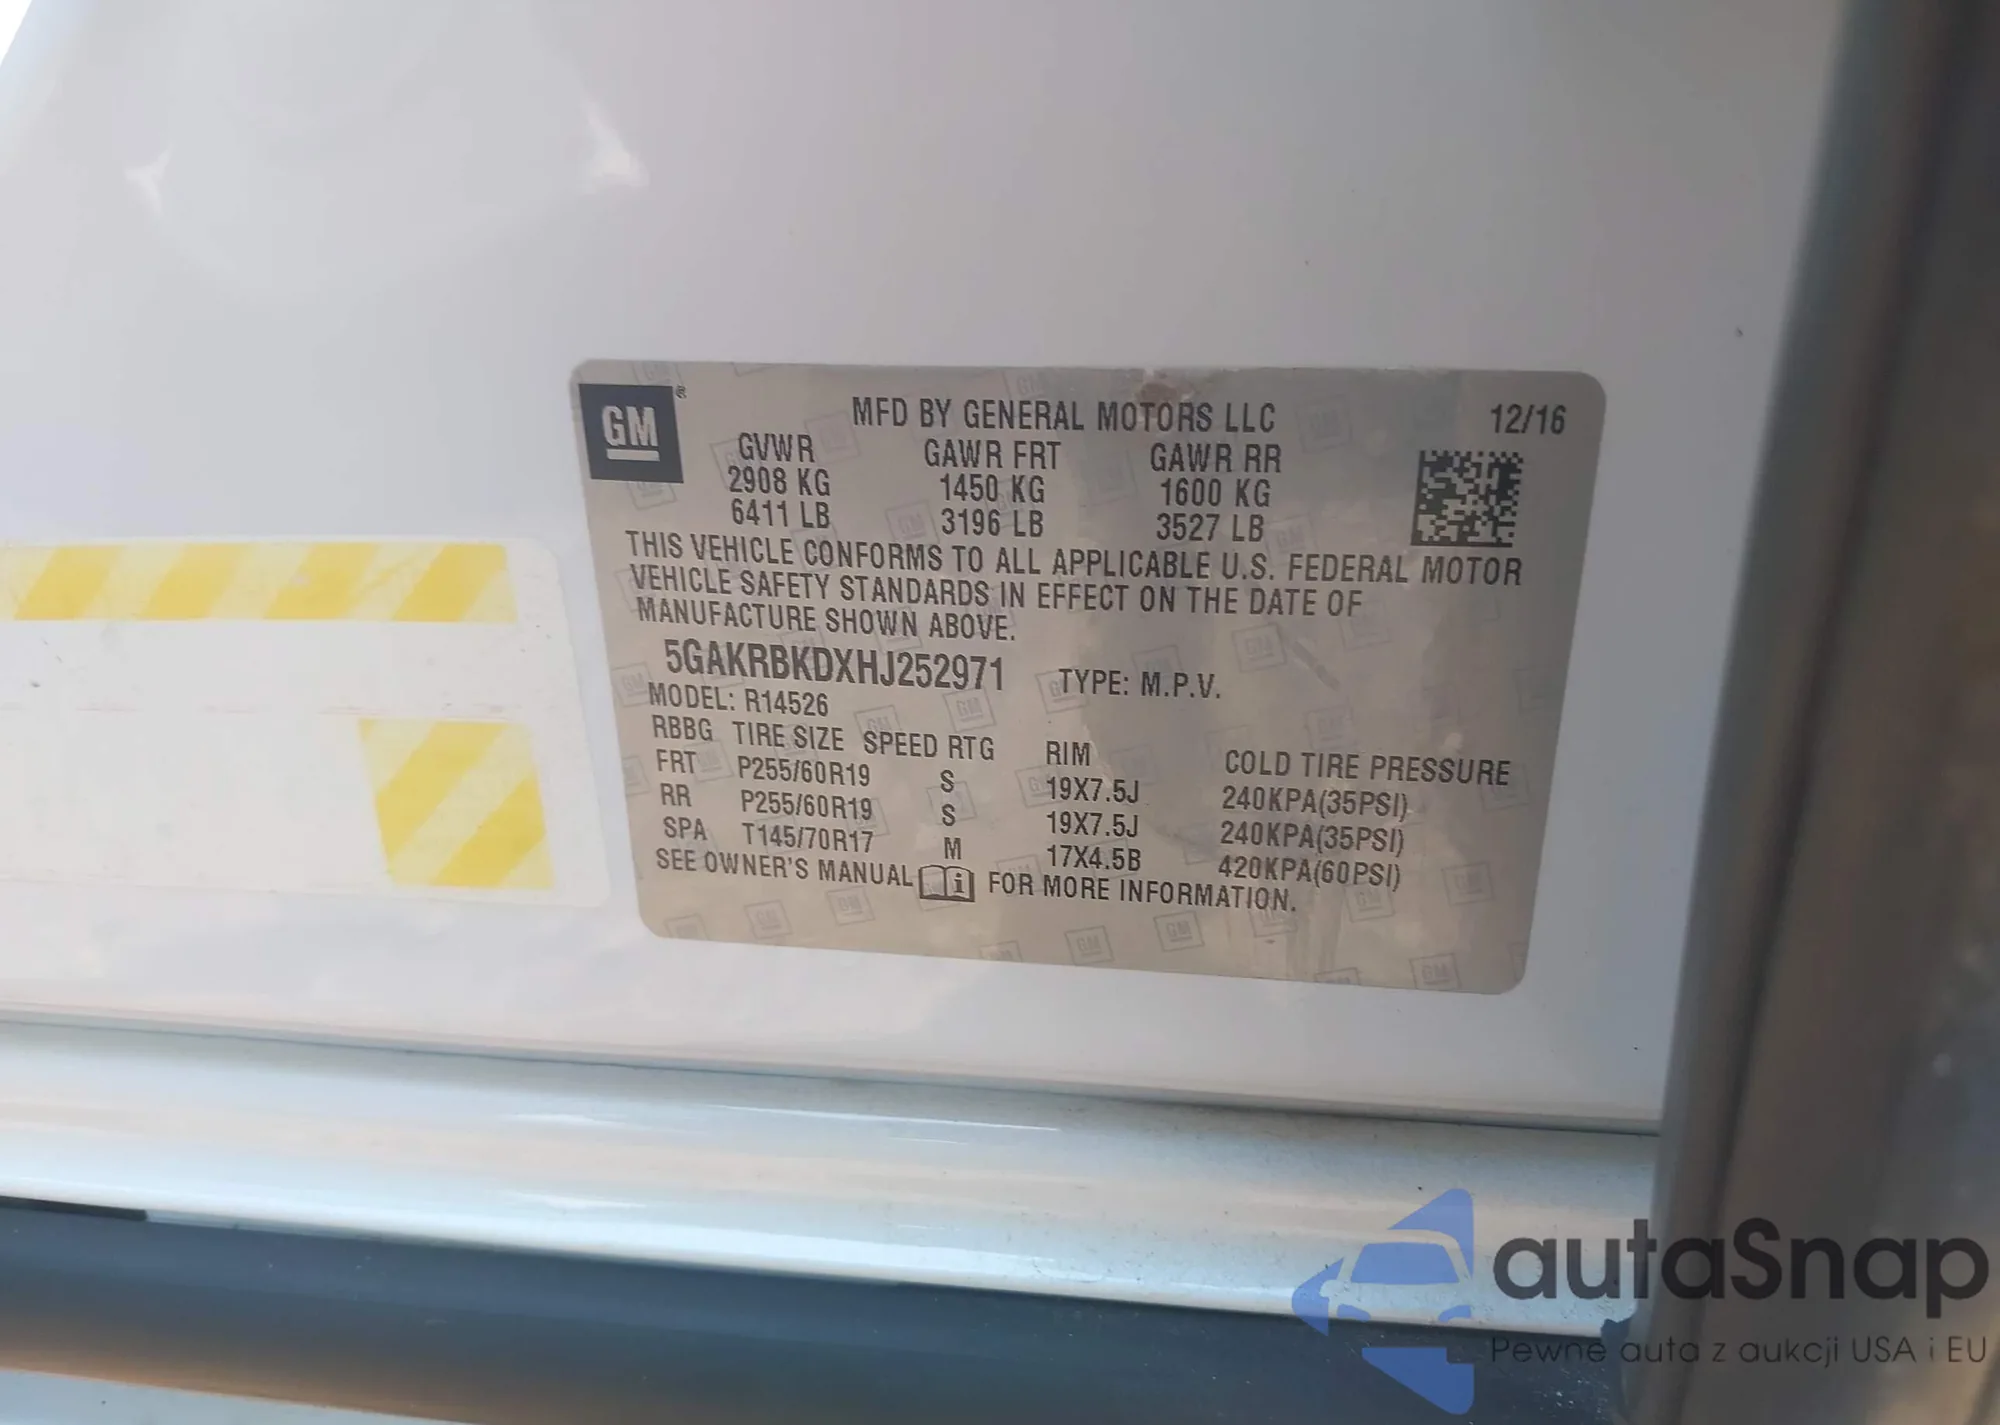 GM ®
MFD BY GENERAL MOTORS LLC 12/16
GVWR GAWR FRT GAWR RR
2908 KG 1450 KG 1600 KG
6411 LB 3196 LB 3527 LB
THIS VEHICLE CONFORMS TO ALL APPLICABLE U.S. FEDERAL MOTOR
VEHICLE SAFETY STANDARDS IN EFFECT ON THE DATE OF
MANUFACTURE SHOWN ABOVE.
5GAKRBKDXHJ252971 TYPE: M.P.V.
MODEL: R14526
RBBG TIRE SIZE SPEED RTG RIM COLD TIRE PRESSURE
FRT P255/60R19 S 19X7.5J 240KPA(35PSI)
RR P255/60R19 S 19X7.5J 240KPA(35PSI)
SPA T145/70R17 M 17X4.5B 420KPA(60PSI)
SEE OWNER'S MANUAL i FOR MORE INFORMATION.
autaSnap
Pewne auta z aukcji USA i EU